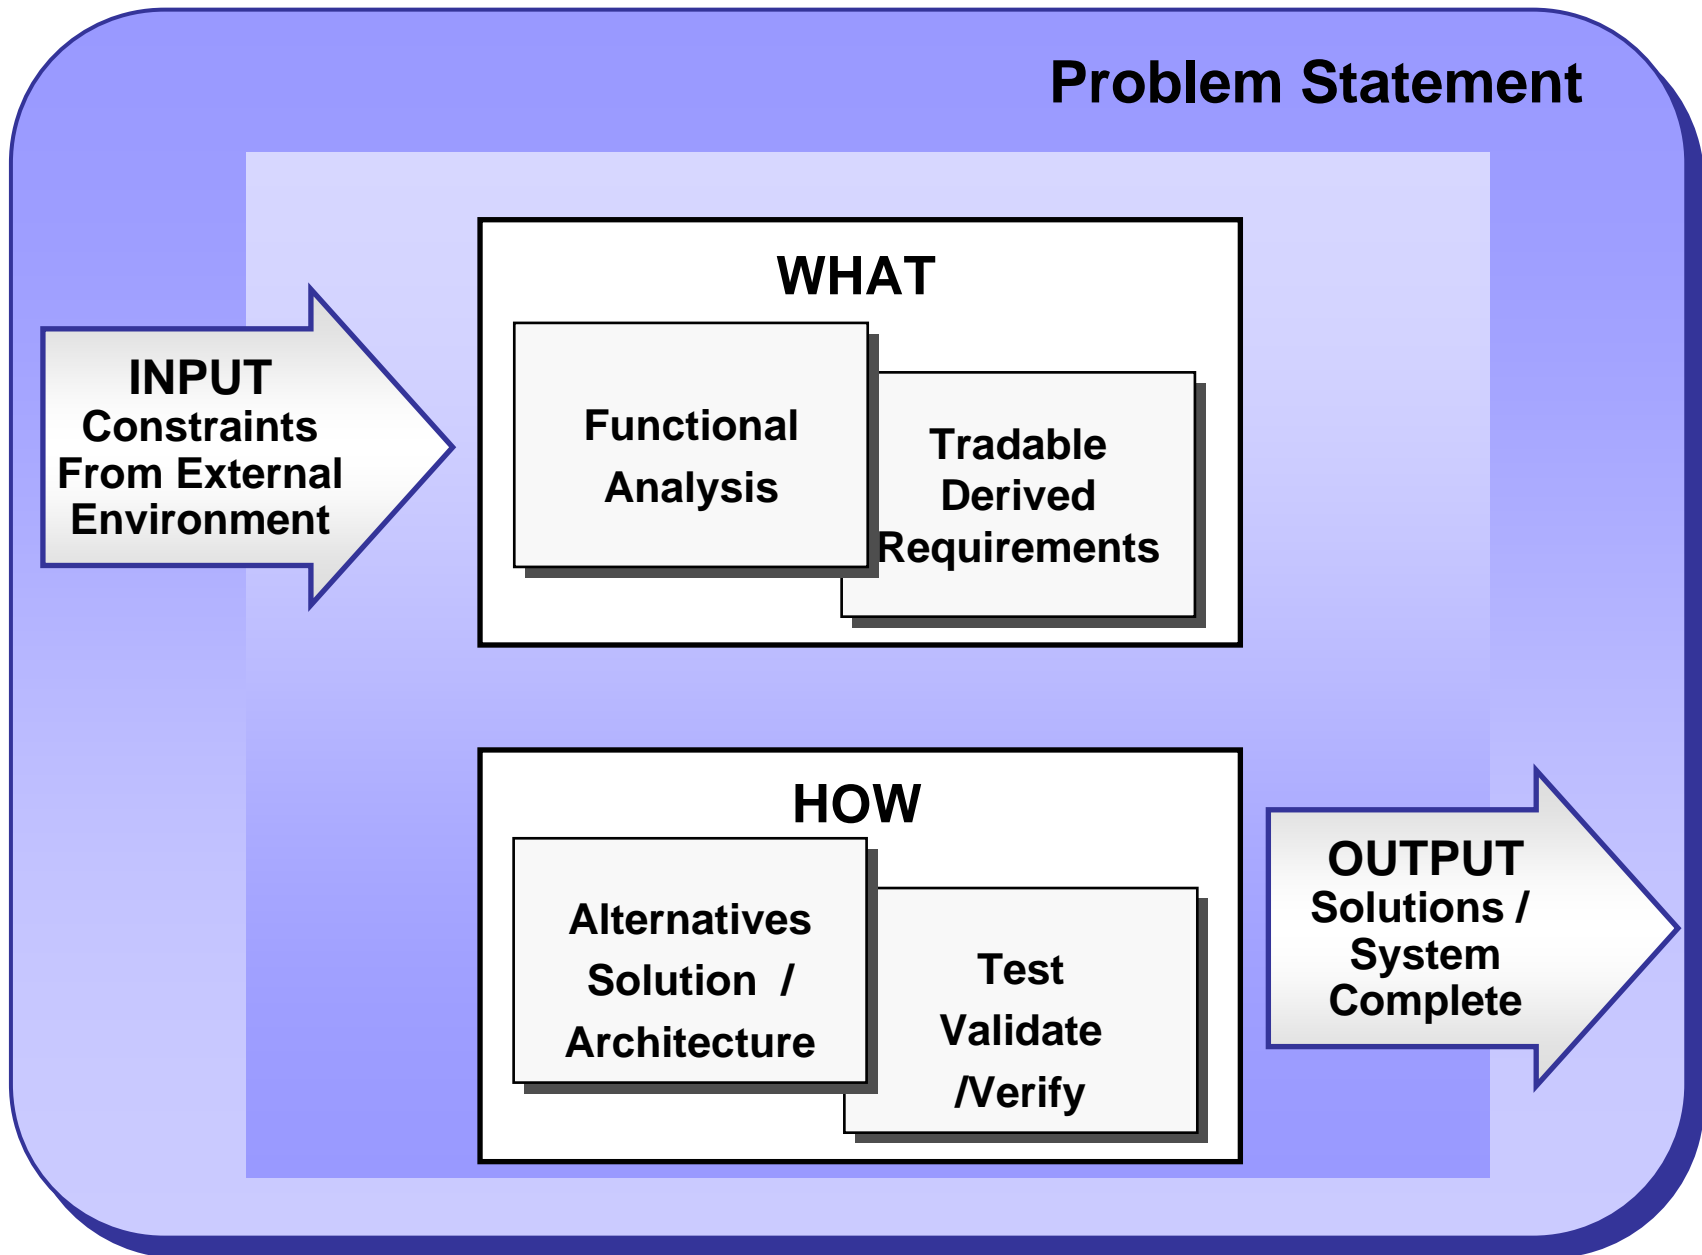 Problem Statement
WHAT
INPUT
Constraints
From External
Environment
Functional
Analysis
Tradable
Derived
Requirements
HOW
Alternatives
Solution /
Architecture
Test
Validate
/Verify
OUTPUT
Solutions /
System
Complete